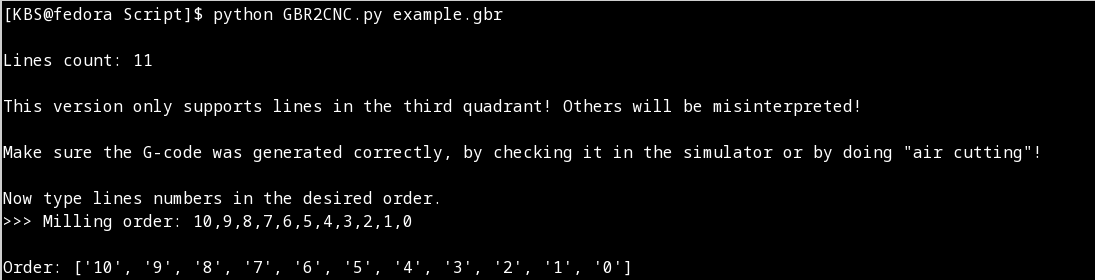 [KBS@fedora Script]$ python GBR2CNC.py example.gbr
Lines count: 11
This version only supports lines in the third quadrant! Others will be misinterpreted!
Make sure the G-code was generated correctly, by checking it in the simulator or by doing "air cutting"!
Now type lines numbers in the desired order.
>>> Milling order: 10,9,8,7,6,5,4,3,2,1,0
Order: ['10', '9', '8', '7', '6', '5', '4', '3', '2', '1', '0']